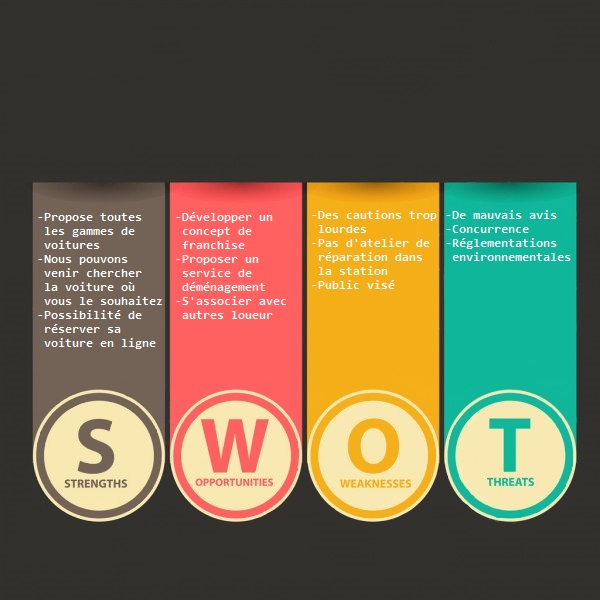 -Propose toutes
les gammes de
voitures
-Nous pouvons
venir chercher
la voiture où
vous le souhaitez
-Possibilité de
réserver sa
voiture en ligne
S
STRENGTHS
-Développer un
concept de
franchise
-Proposer un
service de
déménagement
-S'associer avec
autres loueur
W
OPPORTUNITIES
-Des cautions trop
lourdes
-Pas d'atelier de
réparation dans
la station
-Public visé
O
WEAKNESSES
-De mauvais avis
-Concurrence
-Réglementations
environnementales
T
THREATS